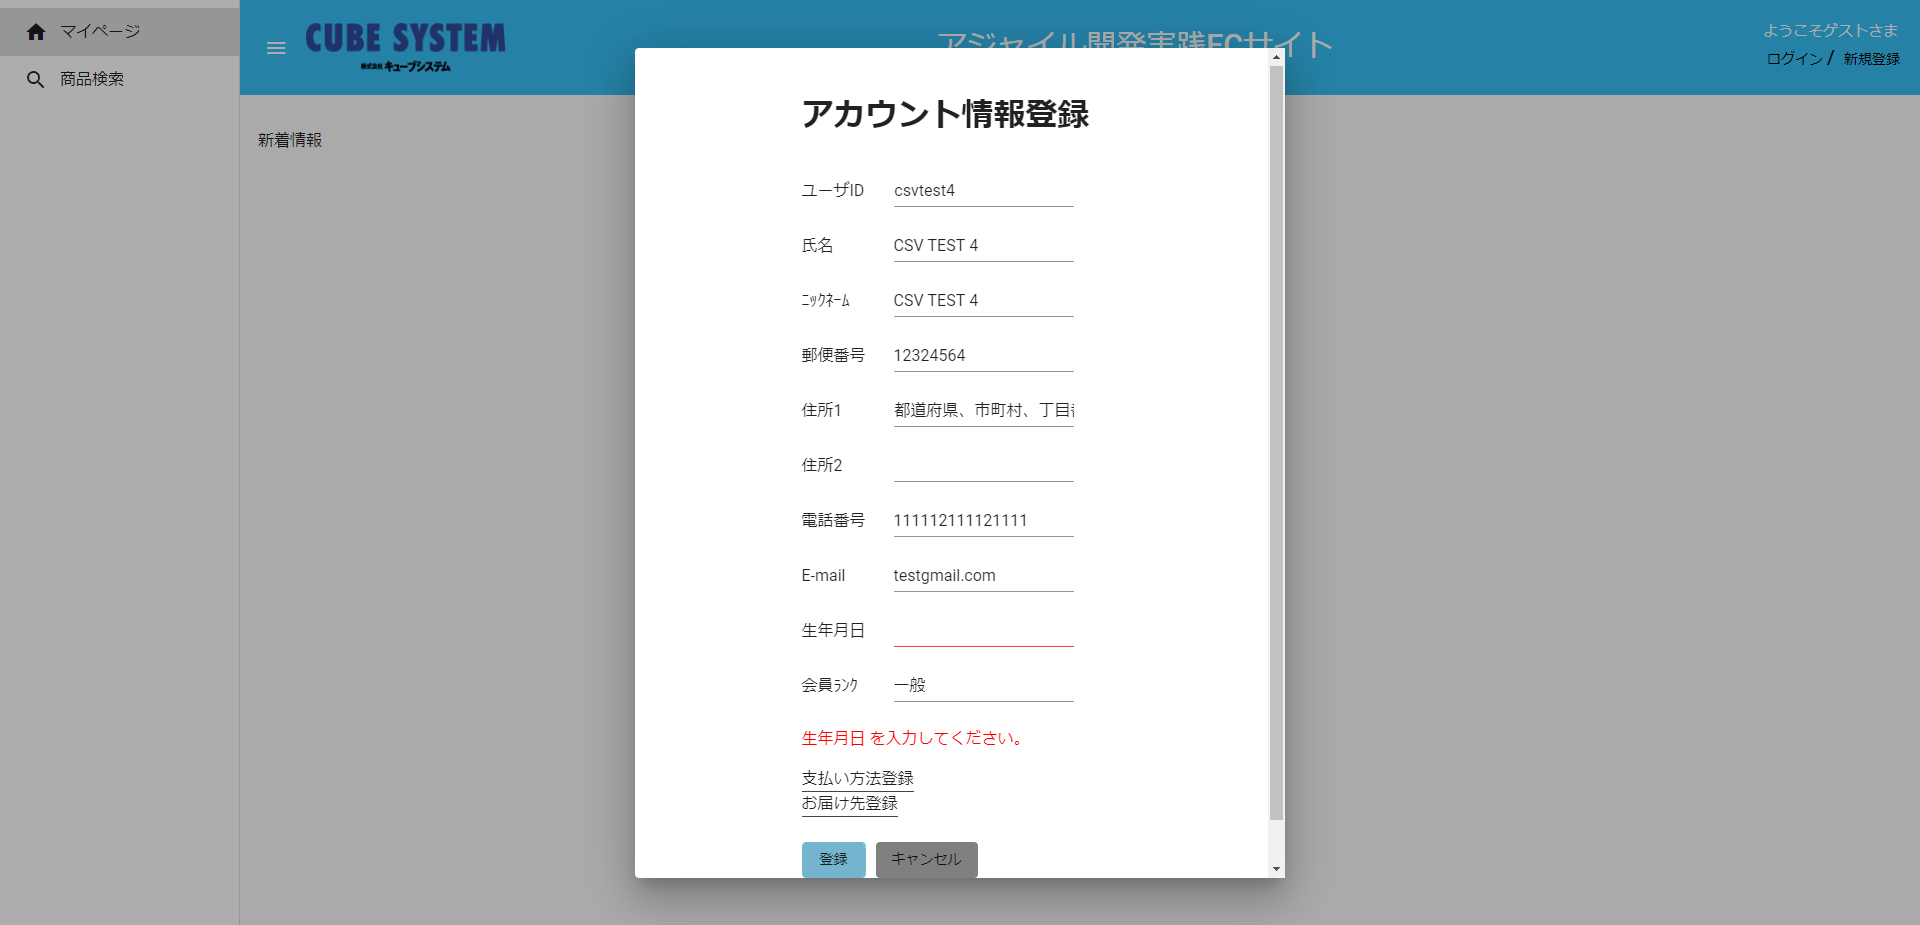 マイページ
商品検索
CUBE SYSTEM
株式会社 キューブシステム
アジャイル開発実践ECサイト
ようこそゲストさま
ログイン / 新規登録
新着情報
アカウント情報登録
ユーザID csvtest4
氏名 CSV TEST 4
ﾆｯｸﾈｰﾑ CSV TEST 4
郵便番号 12324564
住所1 都道府県、市町村、丁目
住所2
電話番号 111112111121111
E-mail testgmail.com
生年月日
会員ﾗﾝｸ 一般
生年月日 を入力してください。
支払い方法登録
お届け先登録
登録 キャンセル